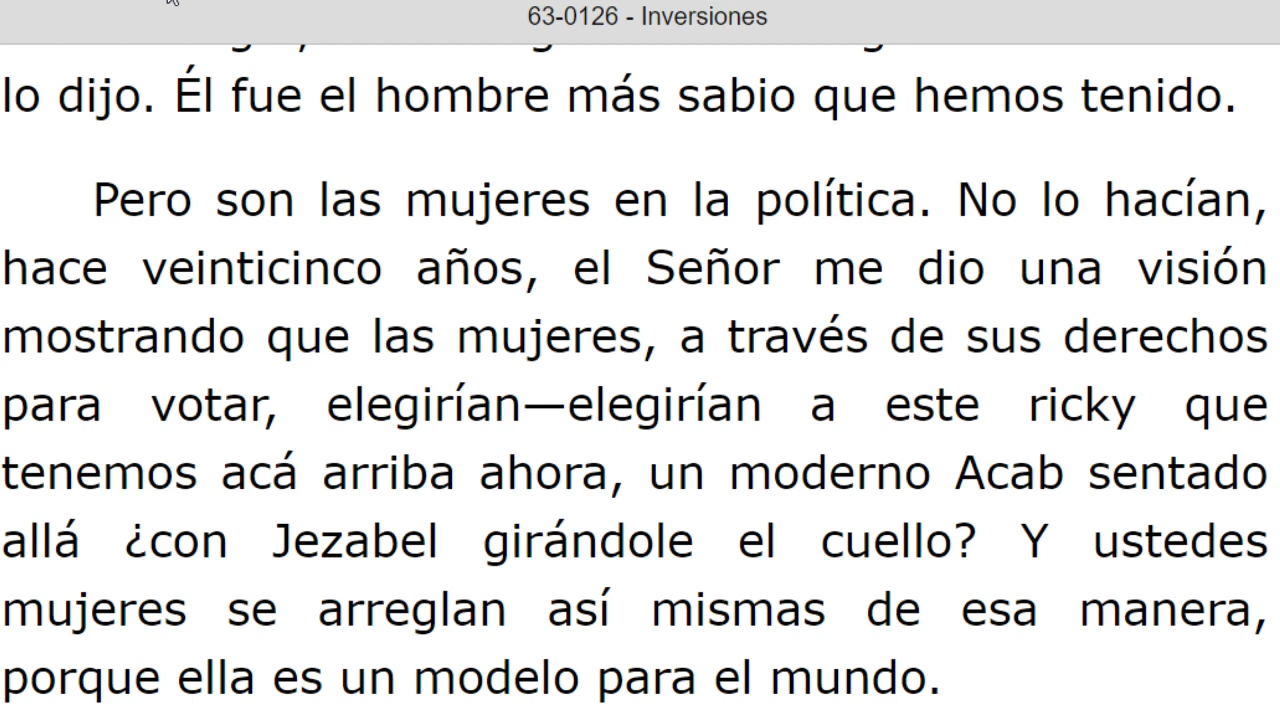 63-0126 - Inversiones
lo dijo. Él fue el hombre más sabio que hemos tenido.
Pero son las mujeres en la política. No lo hacían,
hace veinticinco años, el Señor me dio una visión
mostrando que las mujeres, a través de sus derechos
para votar, elegirían—elegirían a este ricky que
tenemos acá arriba ahora, un moderno Acab sentado
allá ¿con Jezabel girándole el cuello? Y ustedes
mujeres se arreglan así mismas de esa manera,
porque ella es un modelo para el mundo.